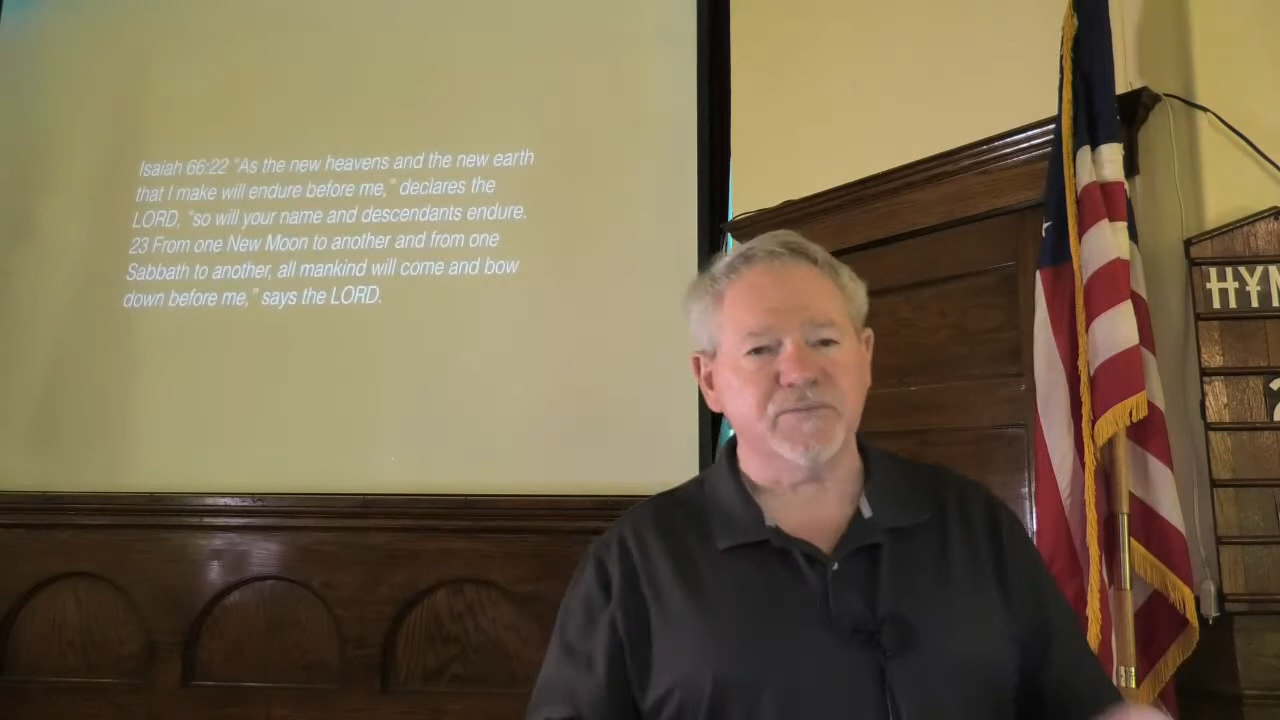 Isaiah 66:22 “As the new heavens and the new earth
that I make will endure before me,” declares the
LORD, “so will your name and descendants endure.
23 From one New Moon to another and from one
Sabbath to another, all mankind will come and bow
down before me,” says the LORD.
HYM